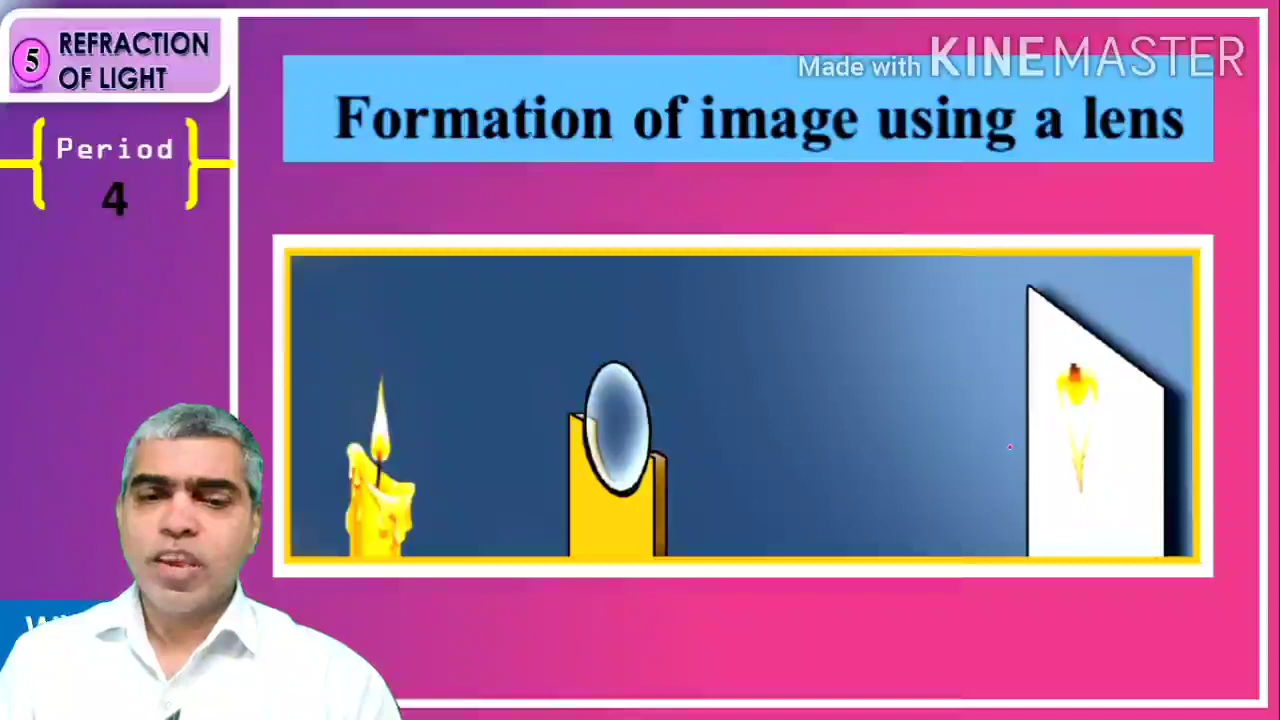 5
REFRACTION
OF LIGHT
Period
4
Made with KINEMASTER
Formation of image using a lens